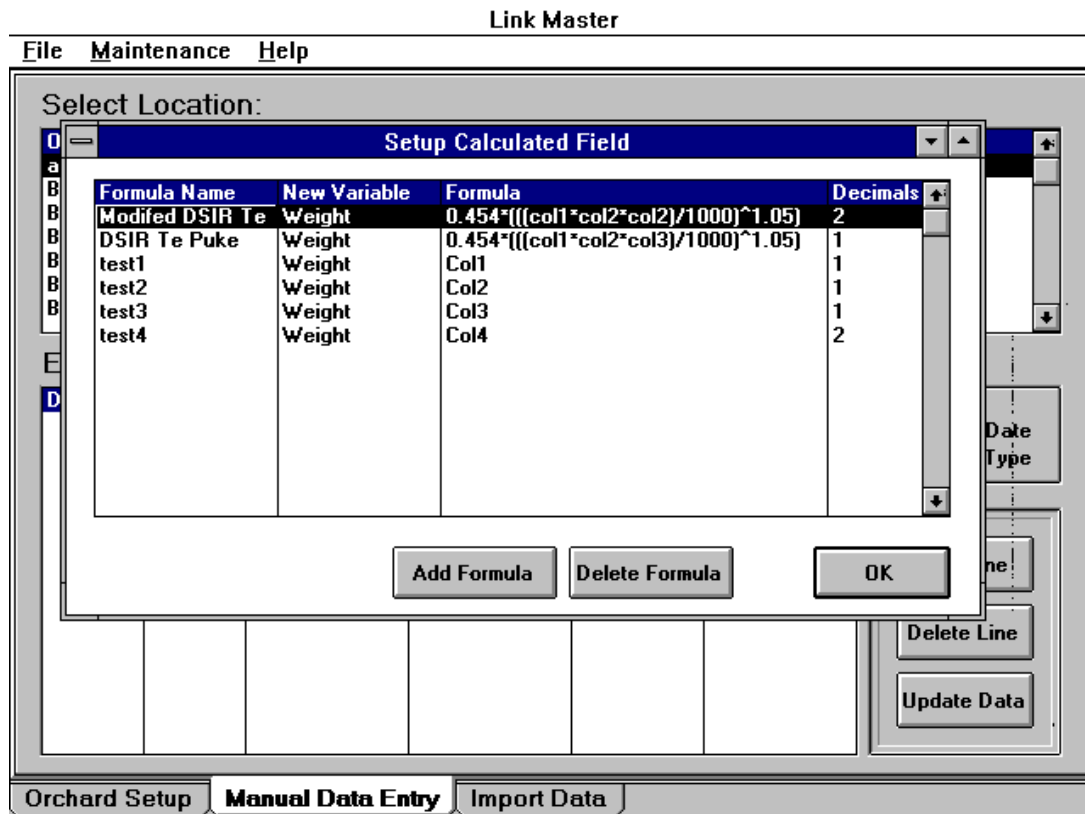 Link Master
File Maintenance Help
Select Location:
Setup Calculated Field
Formula Name New Variable Formula Decimals
Modifed DSIR Te Weight 0.454*(((col1*col2*col2)/1000)^1.05) 2
DSIR Te Puke Weight 0.454*(((col1*col2*col3)/1000)^1.05) 1
test1 Weight Col1 1
test2 Weight Col2 1
test3 Weight Col3 1
test4 Weight Col4 2
Date
Type
Add Formula Delete Formula OK
Delete Line
Update Data
Orchard Setup Manual Data Entry Import Data